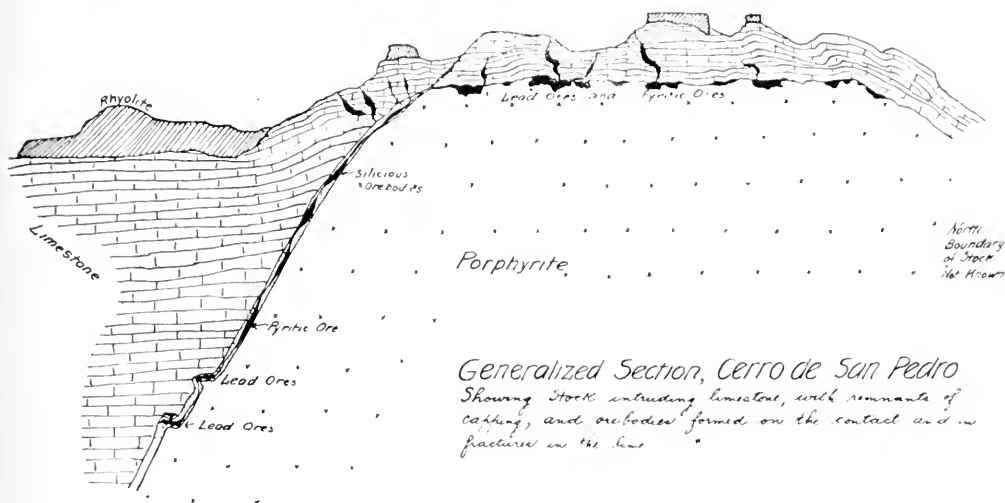 Rhyolite
Lead Ores and Pyritic Ores
Silicious
Orebodies
Limestone
North
Boundary
of Stock
Not Known
Porphyrite
Pyritic Ore
Lead Ores
Lead Ores
Generalized Section, Cerro de San Pedro
Showing Stock intruding limestone, with remnants of
capping, and orebodies formed on the contact and in
fractures in the lime